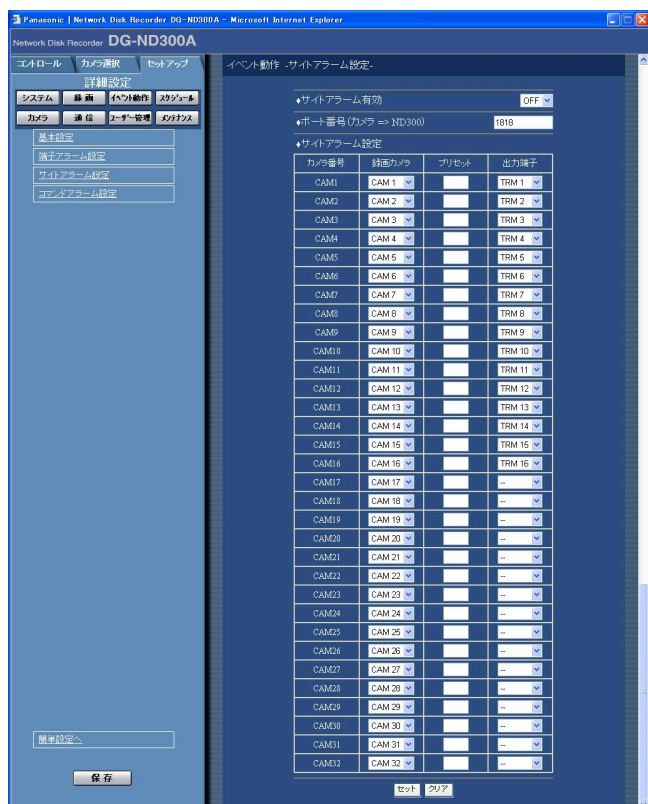 Panasonic | Network Disk Recorder DG-ND300A - Microsoft Internet Explorer
Network Disk Recorder DG-ND300A
コントロール カメラ選択 セットアップ
詳細設定
システム 録画 イベント動作 スケジュール
カメラ 通信 ユーザー管理 メンテナンス
基本設定
端子アラーム設定
サイトアラーム設定
コマンドアラーム設定
簡単設定へ
保存
イベント動作 -サイトアラーム設定-
♦サイトアラーム有効 OFF
♦ポート番号(カメラ => ND300) 1818
♦サイトアラーム設定
カメラ番号 録画カメラ プリセット 出力端子
CAM1 CAM 1 TRM 1
CAM2 CAM 2 TRM 2
CAM3 CAM 3 TRM 3
CAM4 CAM 4 TRM 4
CAM5 CAM 5 TRM 5
CAM6 CAM 6 TRM 6
CAM7 CAM 7 TRM 7
CAM8 CAM 8 TRM 8
CAM9 CAM 9 TRM 9
CAM10 CAM 10 TRM 10
CAM11 CAM 11 TRM 11
CAM12 CAM 12 TRM 12
CAM13 CAM 13 TRM 13
CAM14 CAM 14 TRM 14
CAM15 CAM 15 TRM 15
CAM16 CAM 16 TRM 16
CAM17 CAM 17 --
CAM18 CAM 18 --
CAM19 CAM 19 --
CAM20 CAM 20 --
CAM21 CAM 21 --
CAM22 CAM 22 --
CAM23 CAM 23 --
CAM24 CAM 24 --
CAM25 CAM 25 --
CAM26 CAM 26 --
CAM27 CAM 27 --
CAM28 CAM 28 --
CAM29 CAM 29 --
CAM30 CAM 30 --
CAM31 CAM 31 --
CAM32 CAM 32 --
セット クリア